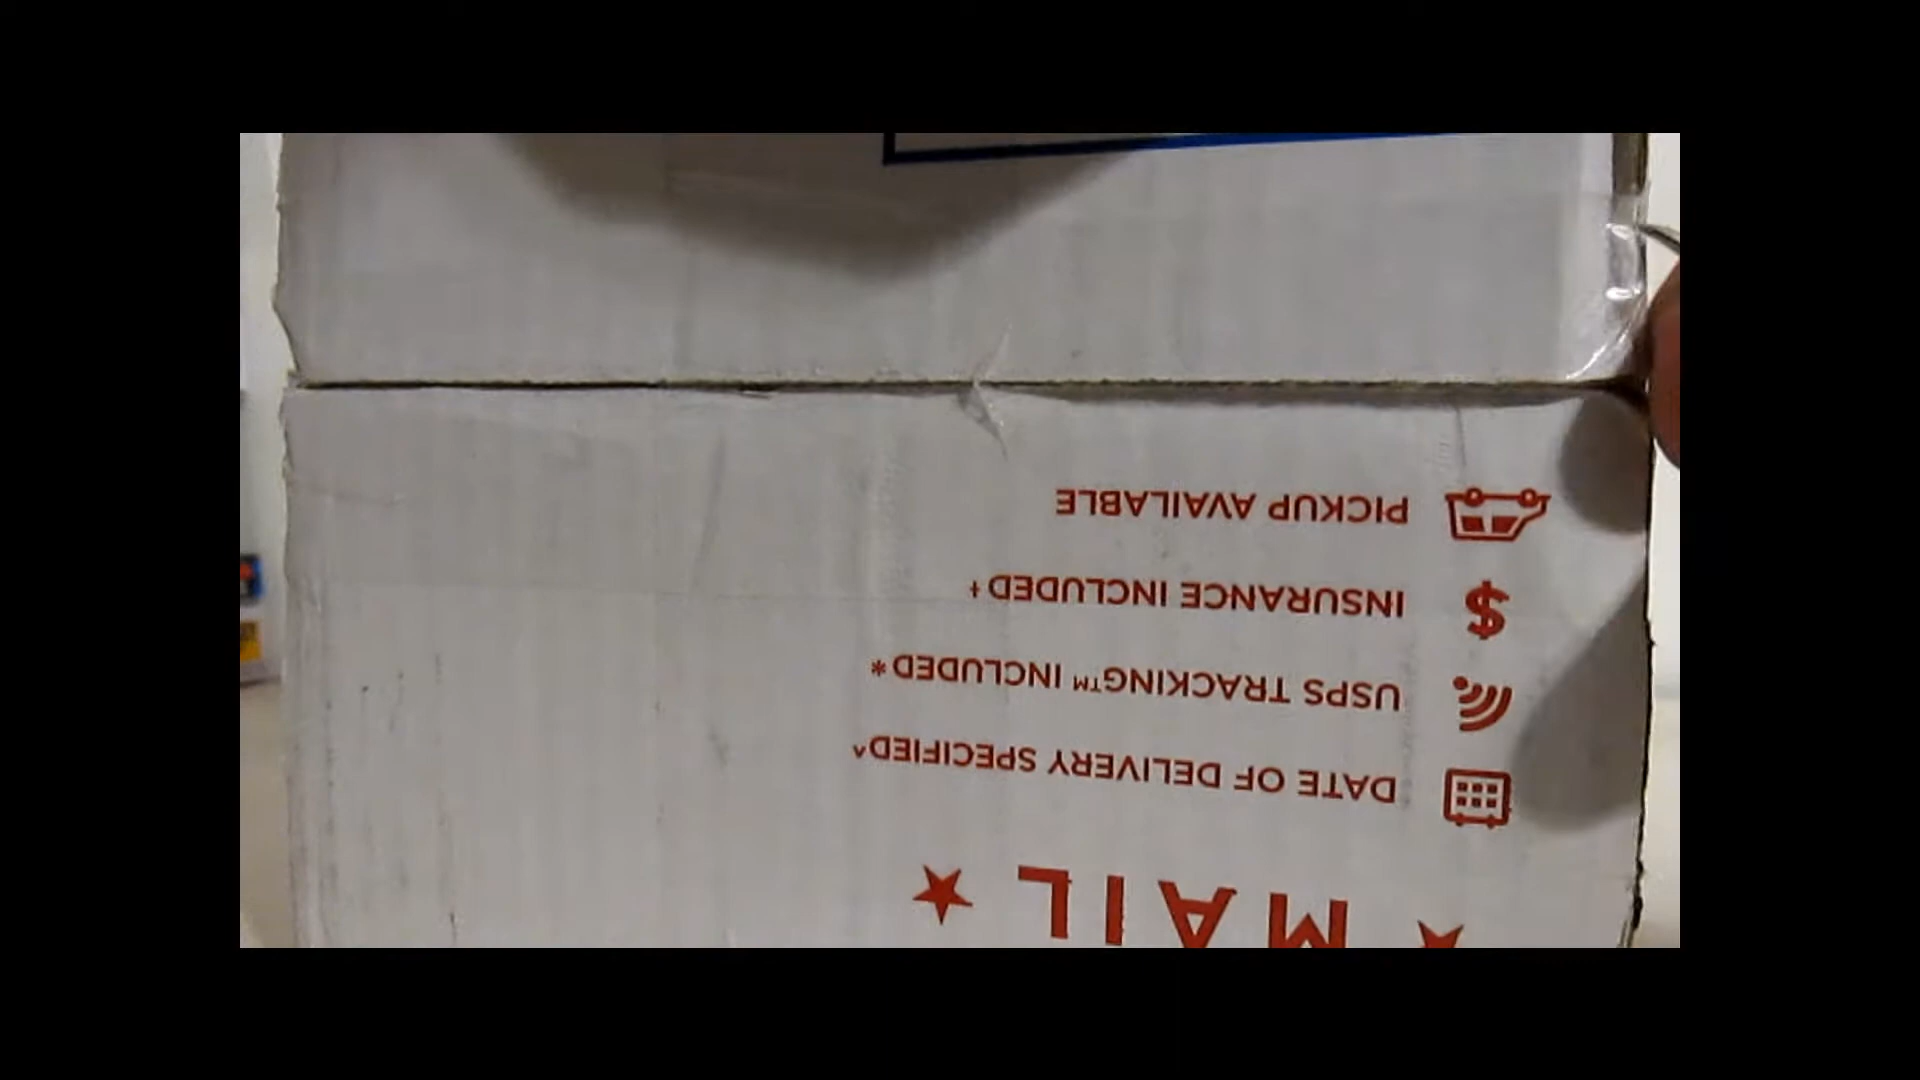 ★ MAIL ★
DATE OF DELIVERY SPECIFIED^
USPS TRACKING™ INCLUDED*
$ INSURANCE INCLUDED†
PICKUP AVAILABLE